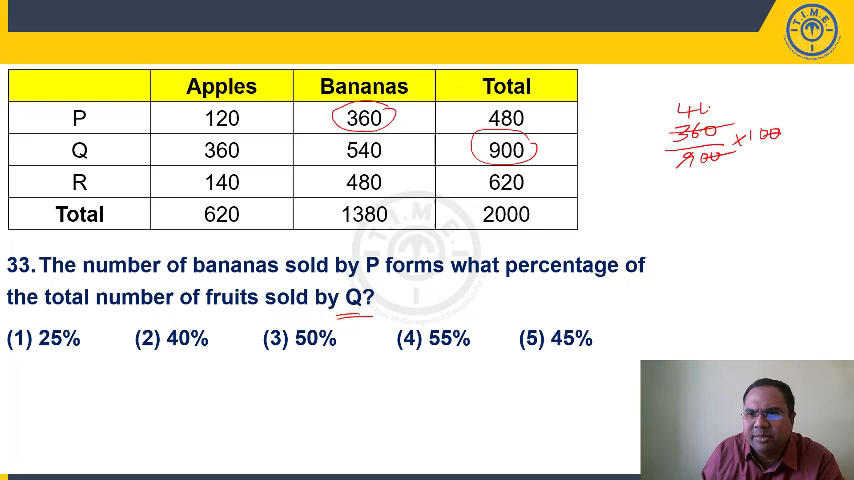 T.I.M.E.
Apples Bananas Total
P 120 360 480
Q 360 540 900
R 140 480 620
Total 620 1380 2000
360
900
×100
33. The number of bananas sold by P forms what percentage of
the total number of fruits sold by Q?
(1) 25% (2) 40% (3) 50% (4) 55% (5) 45%